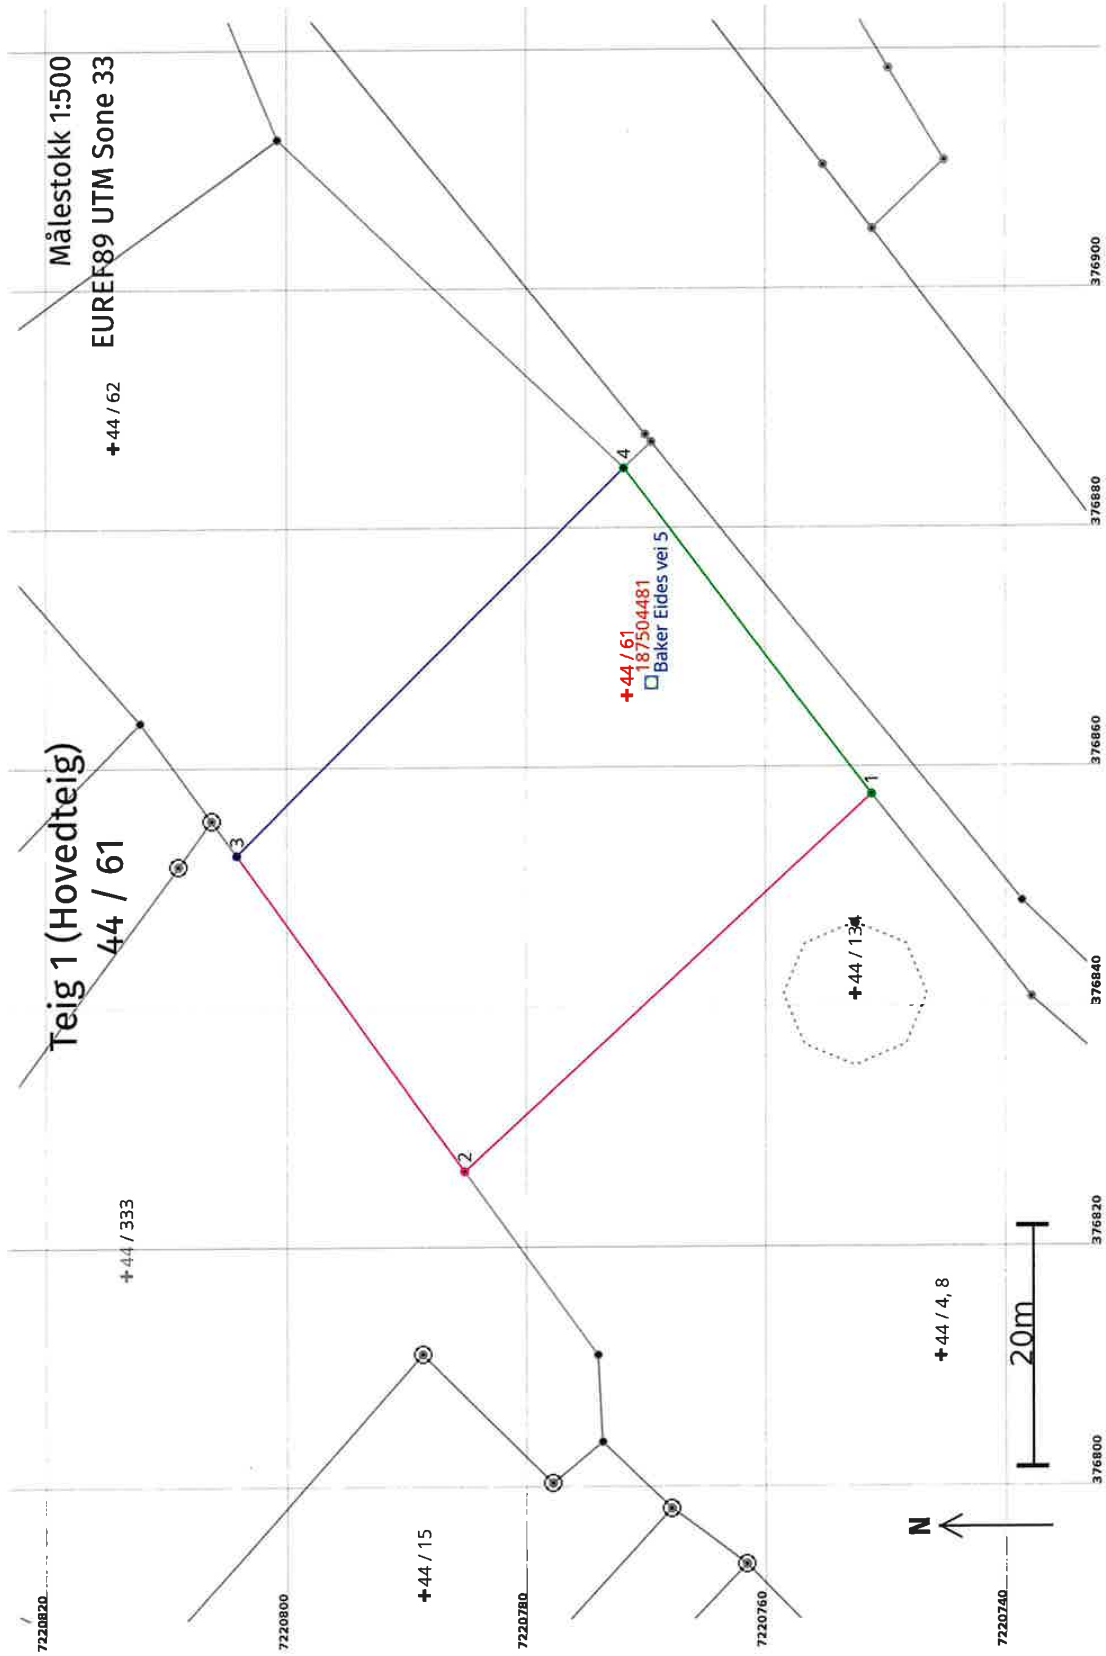 Målestokk 1:500
EUREF89 UTM Sone 33
Teig 1 (Hovedteig)
44 / 61
+44 / 62
+44 / 333
3
4
2
1
+44 / 61
187504481
Baker Eides vei 5
+44 / 134
+44 / 15
+44 / 4, 8
20m
N
7220820
7220800
7220780
7220760
7220740
376800
376820
376840
376860
376880
376900